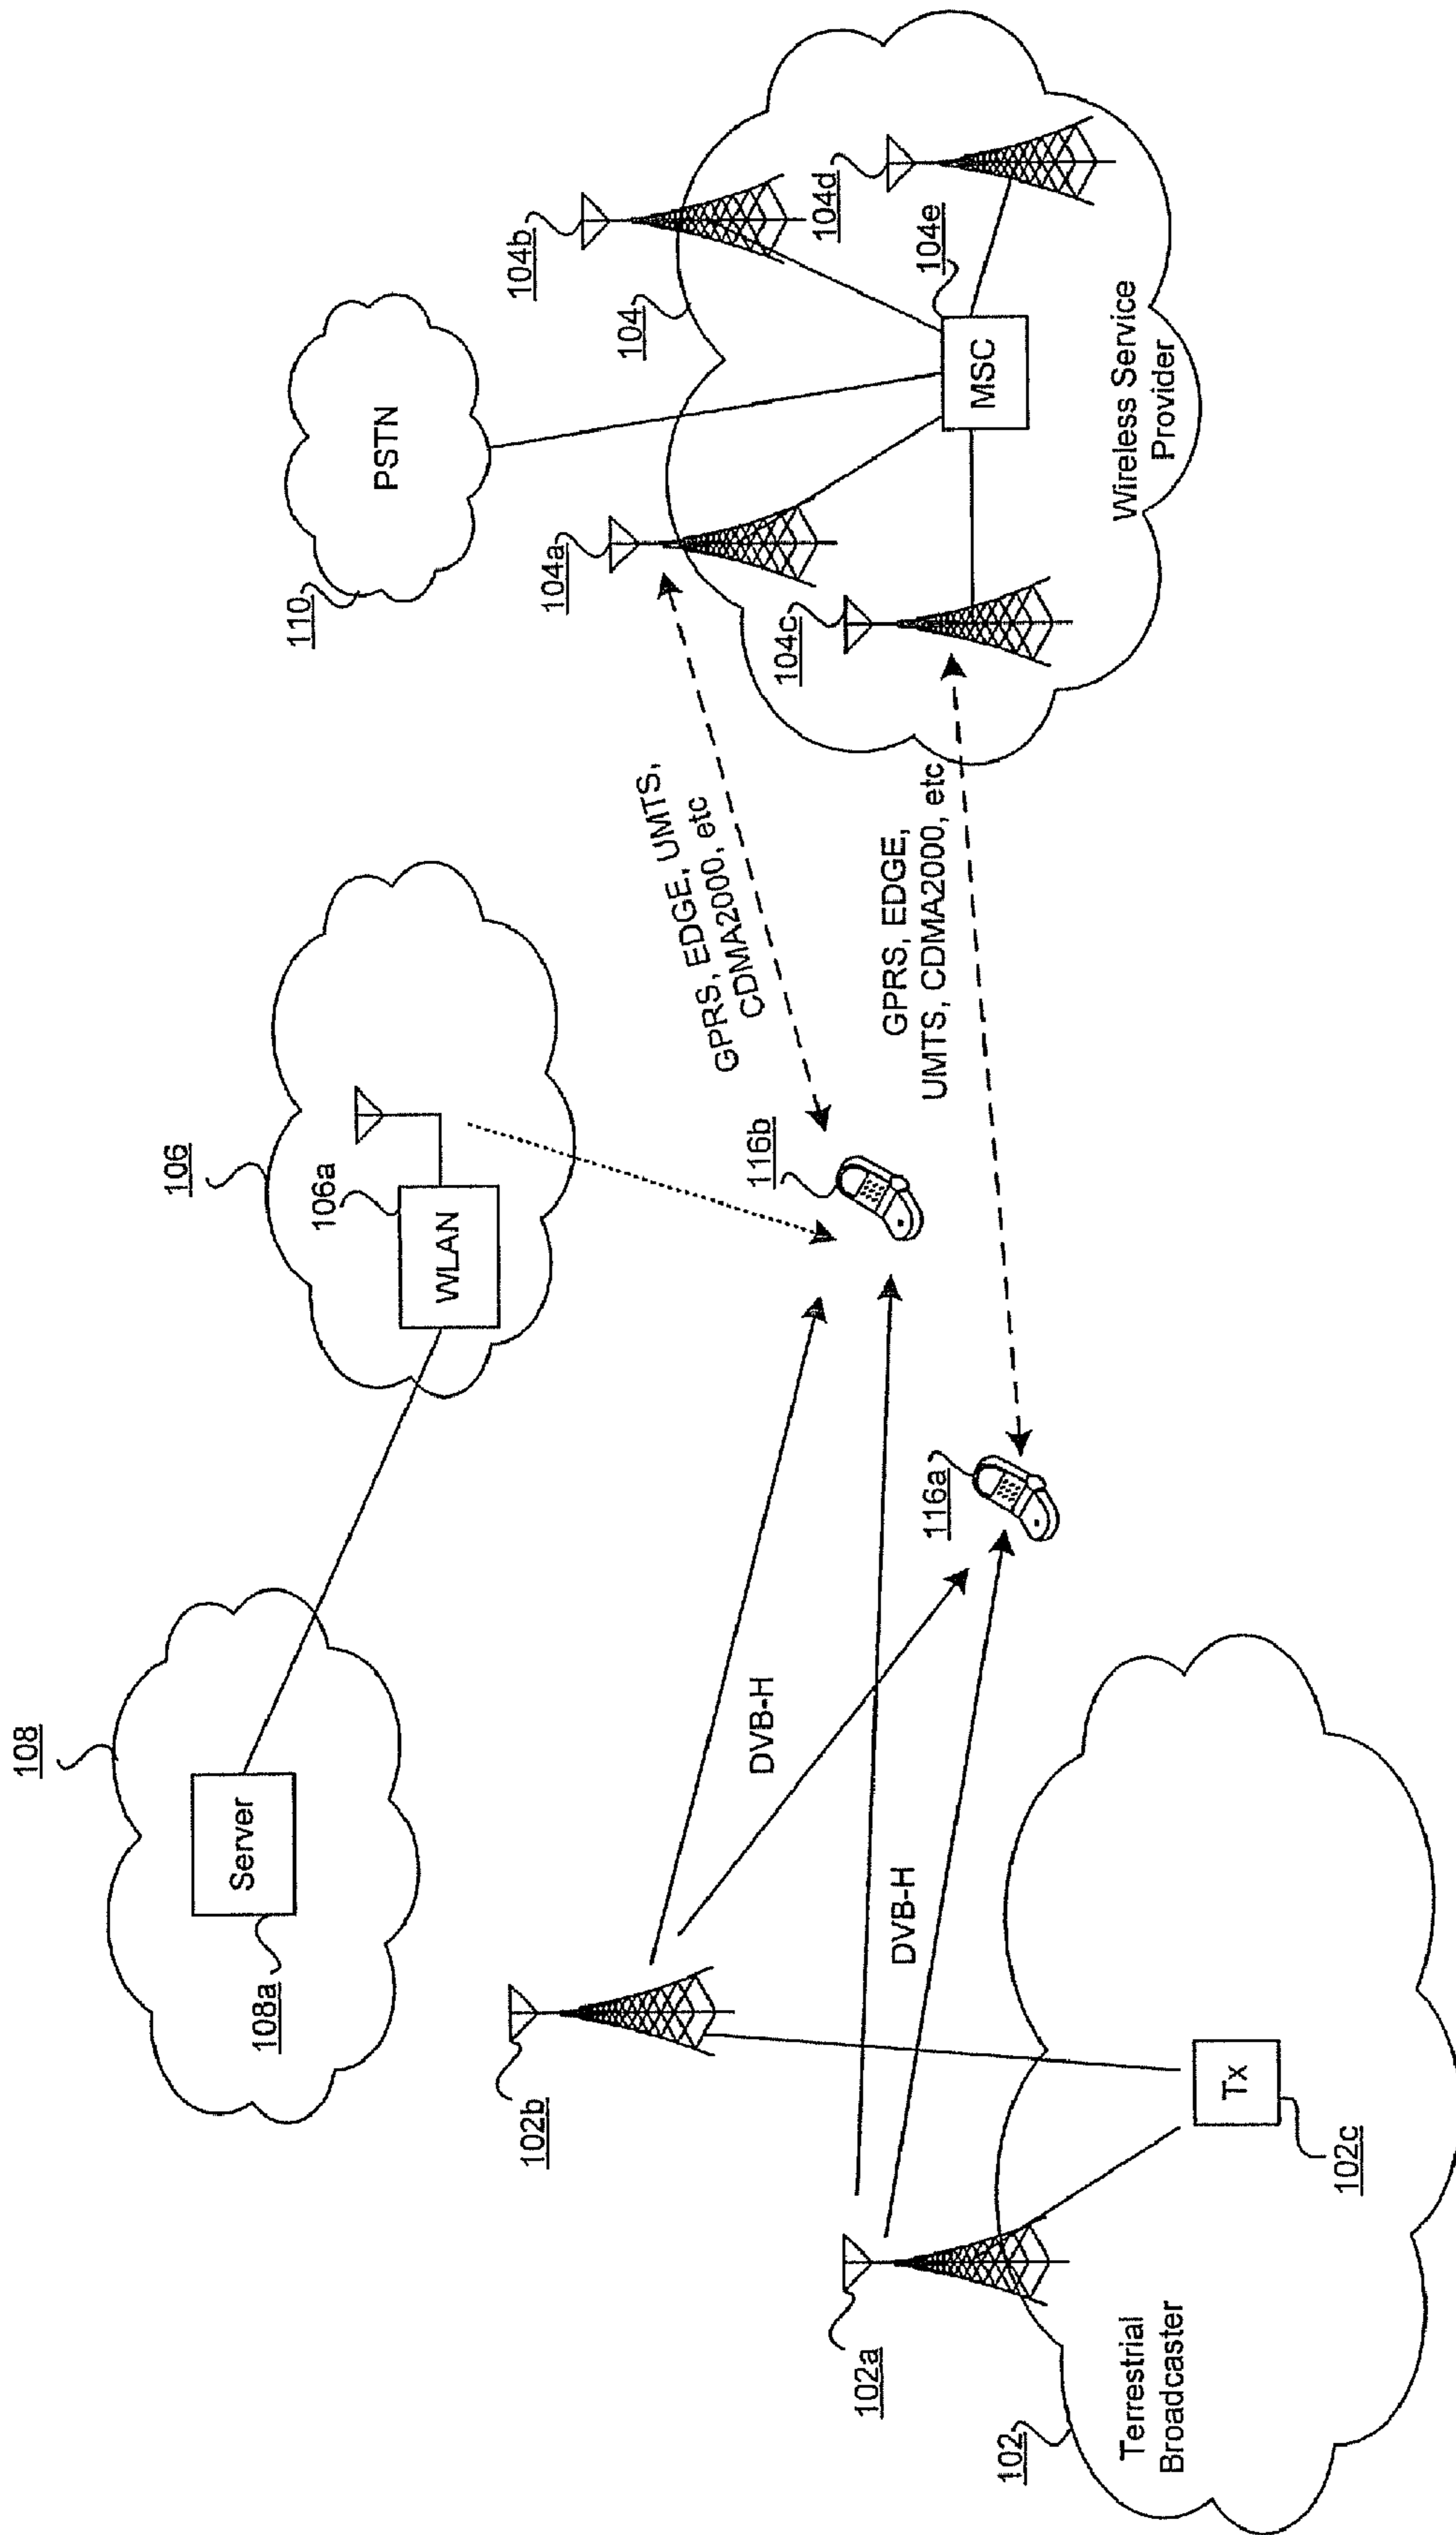 108
Server
108a
106
106a
WLAN
110
PSTN
102b
DVB-H
116b
GPRS, EDGE, UMTS,
CDMA2000, etc
104a
104
104b
102a
DVB-H
116a
GPRS, EDGE,
UMTS, CDMA2000, etc
104c
104d
104e
MSC
Wireless Service
Provider
102
Terrestrial
Broadcaster
Tx
102c